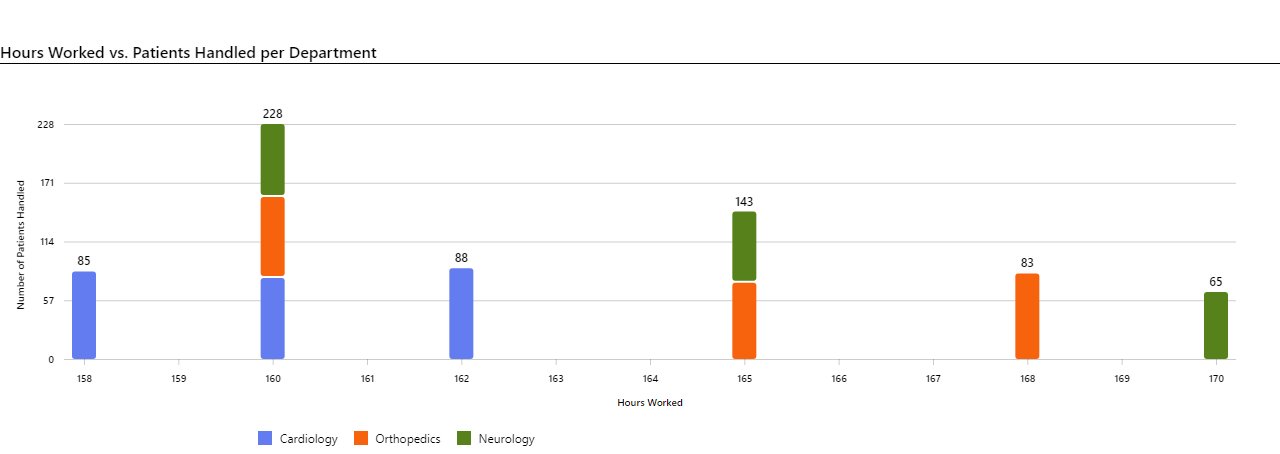 Hours Worked vs. Patients Handled per Department
228
228
171
143
Number of Patients Handled
114
85
88
83
65
57
0
158 159 160 161 162 163 164 165 166 167 168 169 170
Hours Worked
Cardiology Orthopedics Neurology